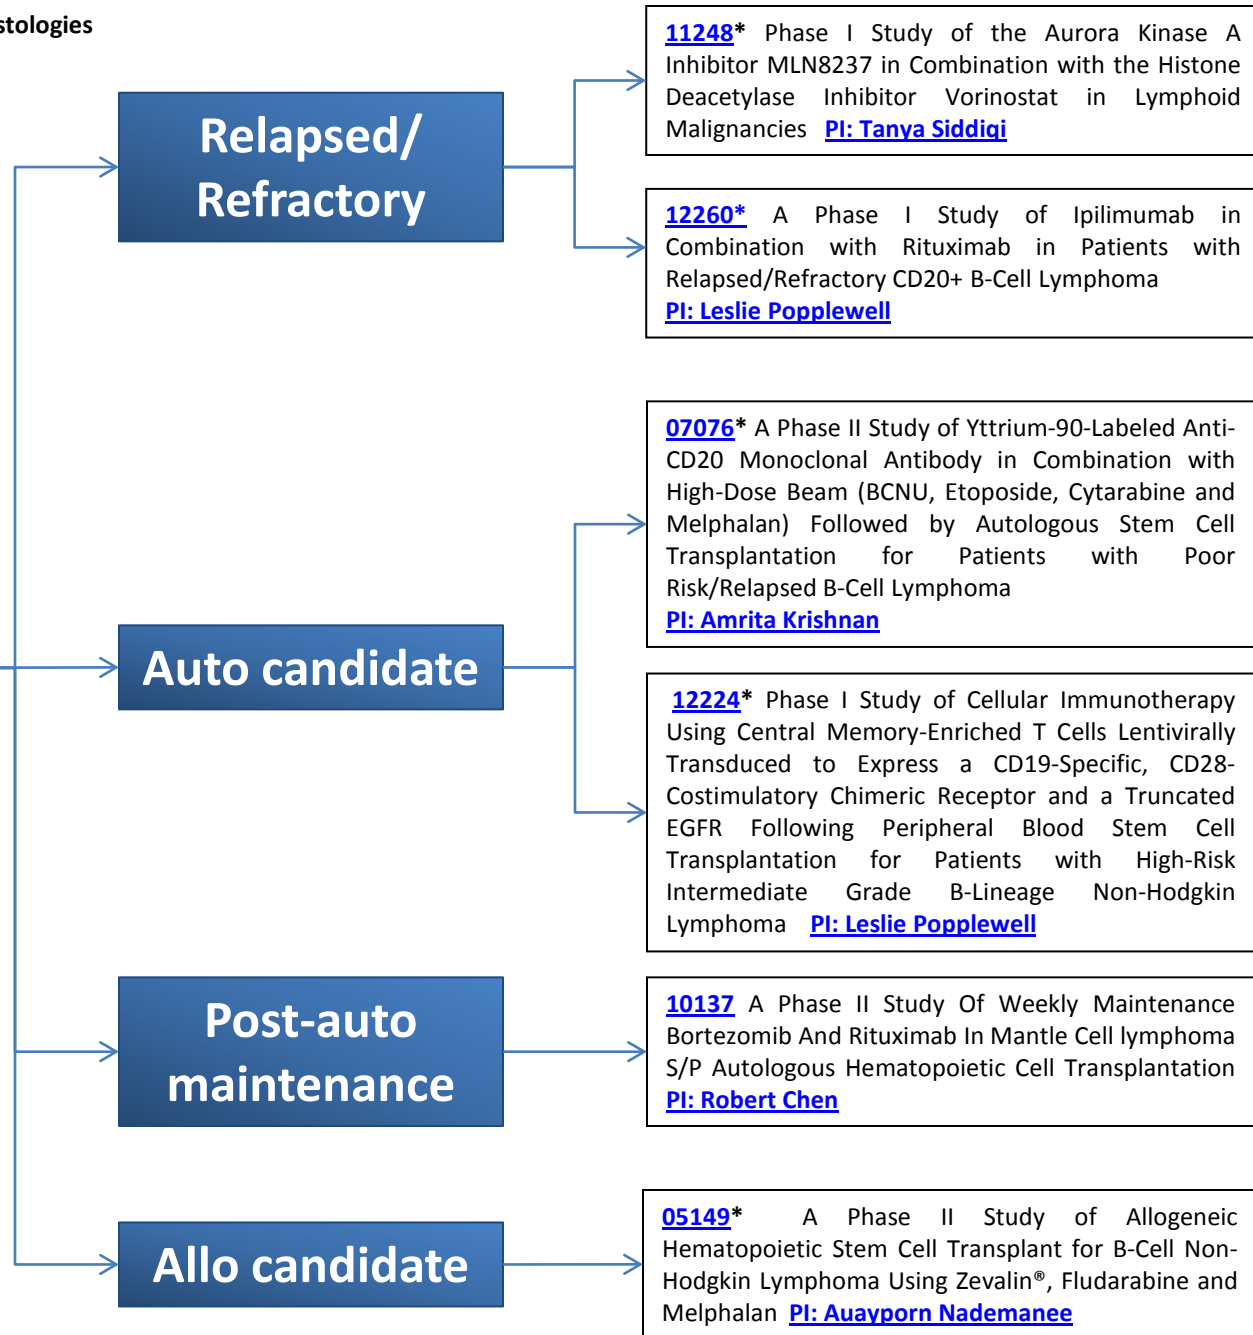 stologies
Relapsed/
Refractory
11248* Phase I Study of the Aurora Kinase A
Inhibitor MLN8237 in Combination with the Histone
Deacetylase Inhibitor Vorinostat in Lymphoid
Malignancies PI: Tanya Siddiqi
12260* A Phase I Study of Ipilimumab in
Combination with Rituximab in Patients with
Relapsed/Refractory CD20+ B-Cell Lymphoma
PI: Leslie Popplewell
Auto candidate
07076* A Phase II Study of Yttrium-90-Labeled Anti-
CD20 Monoclonal Antibody in Combination with
High-Dose Beam (BCNU, Etoposide, Cytarabine and
Melphalan) Followed by Autologous Stem Cell
Transplantation for Patients with Poor
Risk/Relapsed B-Cell Lymphoma
PI: Amrita Krishnan
12224* Phase I Study of Cellular Immunotherapy
Using Central Memory-Enriched T Cells Lentivirally
Transduced to Express a CD19-Specific, CD28-
Costimulatory Chimeric Receptor and a Truncated
EGFR Following Peripheral Blood Stem Cell
Transplantation for Patients with High-Risk
Intermediate Grade B-Lineage Non-Hodgkin
Lymphoma PI: Leslie Popplewell
Post-auto
maintenance
10137 A Phase II Study Of Weekly Maintenance
Bortezomib And Rituximab In Mantle Cell lymphoma
S/P Autologous Hematopoietic Cell Transplantation
PI: Robert Chen
Allo candidate
05149* A Phase II Study of Allogeneic
Hematopoietic Stem Cell Transplant for B-Cell Non-
Hodgkin Lymphoma Using Zevalin®, Fludarabine and
Melphalan PI: Auayporn Nademanee